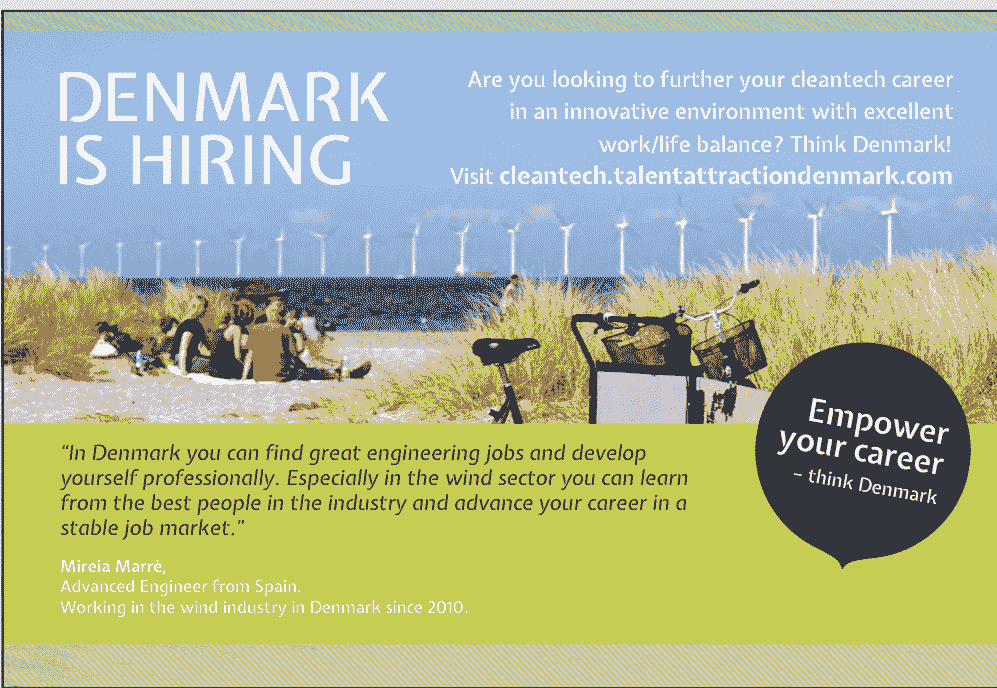 DENMARK
IS HIRING
Are you looking to further your cleantech career
in an innovative environment with excellent
work/life balance? Think Denmark!
Visit cleantech.talentattractiondenmark.com
Empower
your career
– think Denmark
“In Denmark you can find great engineering jobs and develop
yourself professionally. Especially in the wind sector you can learn
from the best people in the industry and advance your career in a
stable job market.”
Mireia Marrè,
Advanced Engineer from Spain.
Working in the wind industry in Denmark since 2010.